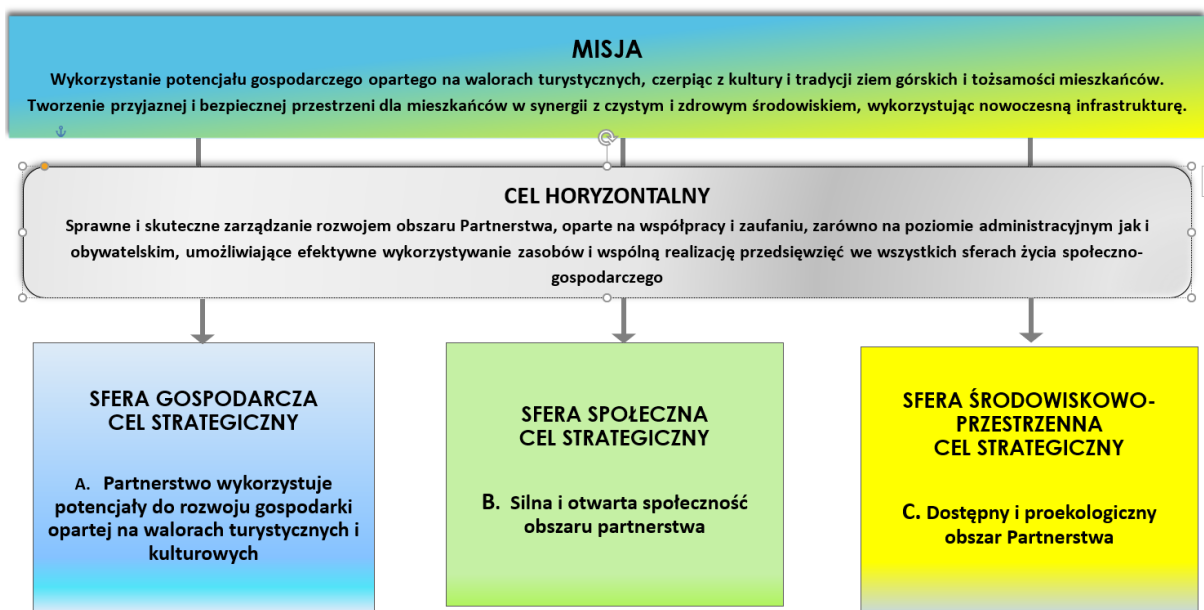 MISJA
Wykorzystanie potencjału gospodarczego opartego na walorach turystycznych, czerpiąc z kultury i tradycji ziem górskich i tożsamości mieszkańców.
Tworzenie przyjaznej i bezpiecznej przestrzeni dla mieszkańców w synergii z czystym i zdrowym środowiskiem, wykorzystując nowoczesną infrastrukturę.
CEL HORYZONTALNY
Sprawne i skuteczne zarządzanie rozwojem obszaru Partnerstwa, oparte na współpracy i zaufaniu, zarówno na poziomie administracyjnym jak i
obywatelskim, umożliwiające efektywne wykorzystywanie zasobów i wspólną realizację przedsięwzięć we wszystkich sferach życia społeczno-
gospodarczego
SFERA GOSPODARCZA
CEL STRATEGICZNY
A. Partnerstwo wykorzystuje
potencjały do rozwoju gospodarki
opartej na walorach turystycznych i
kulturowych
SFERA SPOŁECZNA
CEL STRATEGICZNY
B. Silna i otwarta społeczność
obszaru partnerstwa
SFERA ŚRODOWISKOWO-
PRZESTRZENNA
CEL STRATEGICZNY
C. Dostępny i proekologiczny
obszar Partnerstwa